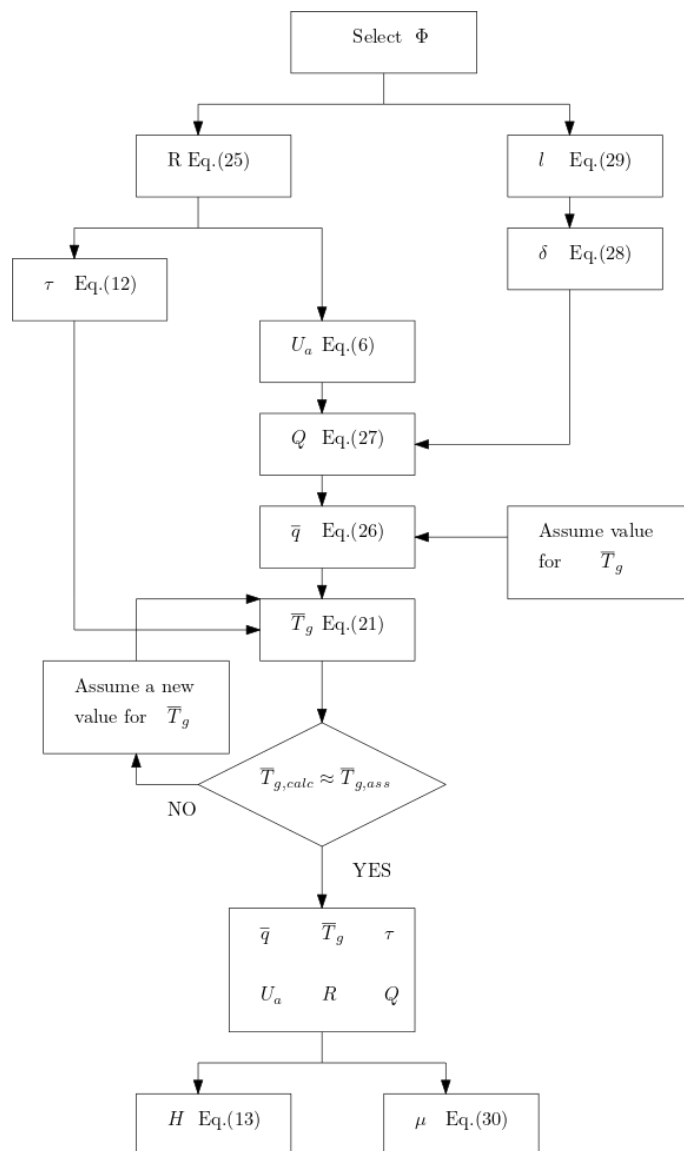 Select Φ
R Eq.(25)
l Eq.(29)
τ Eq.(12)
δ Eq.(28)
U_a Eq.(6)
Q Eq.(27)
q̅ Eq.(26)
Assume value
for T̅_g
T̅_g Eq.(21)
Assume a new
value for T̅_g
T̅_{g,calc} ≈ T̅_{g,ass}
NO
YES
q̅ T̅_g τ
U_a R Q
H Eq.(13)
μ Eq.(30)